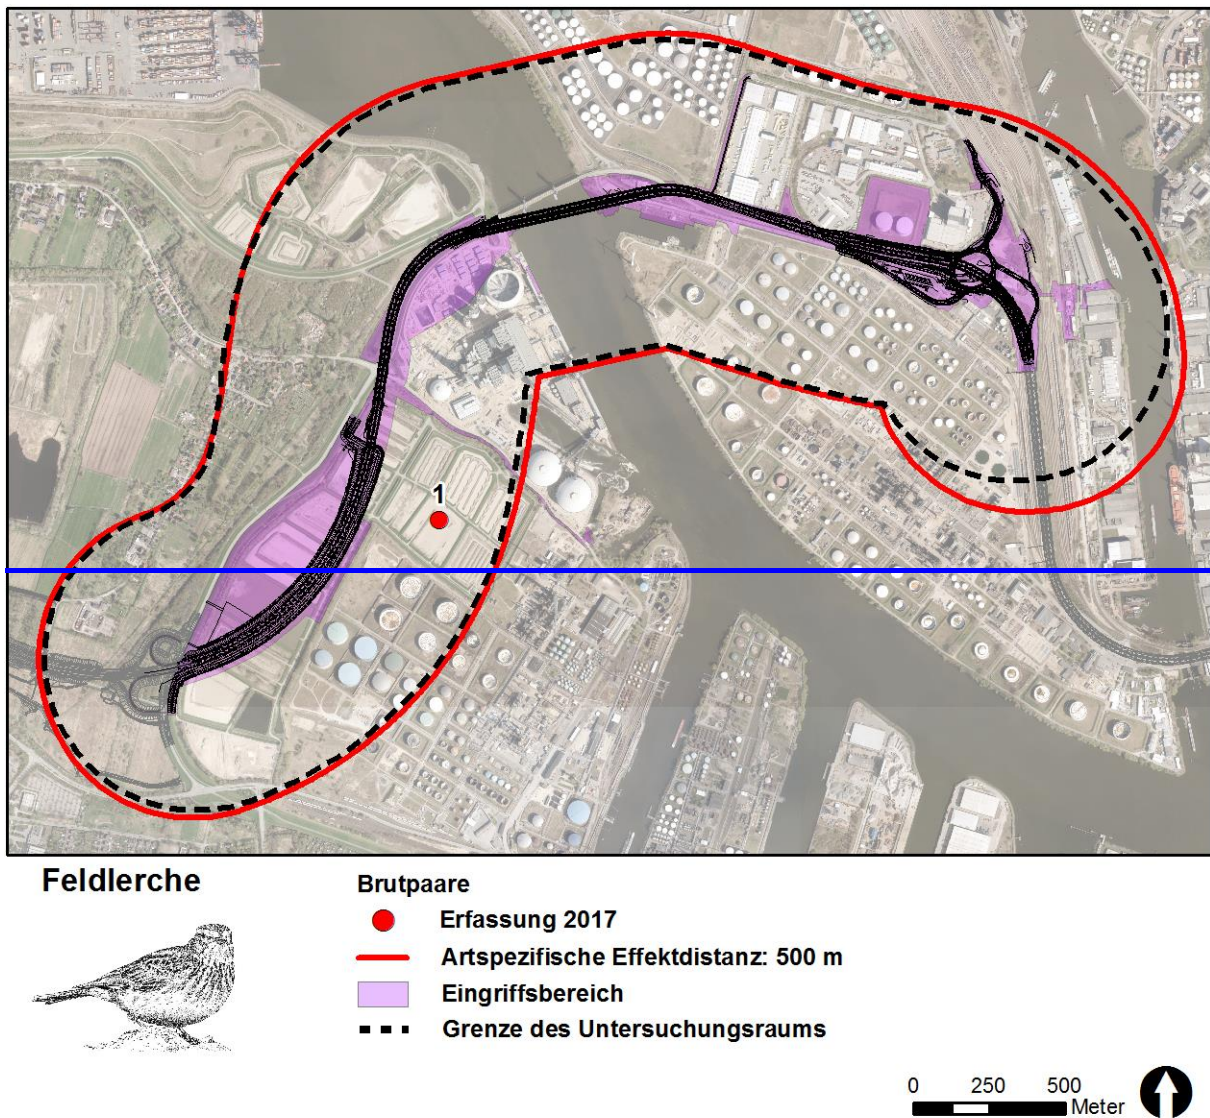 1
Feldlerche
Brutpaare
Erfassung 2017
Artspezifische Effektdistanz: 500 m
Eingriffsbereich
Grenze des Untersuchungsraums
0 250 500
Meter